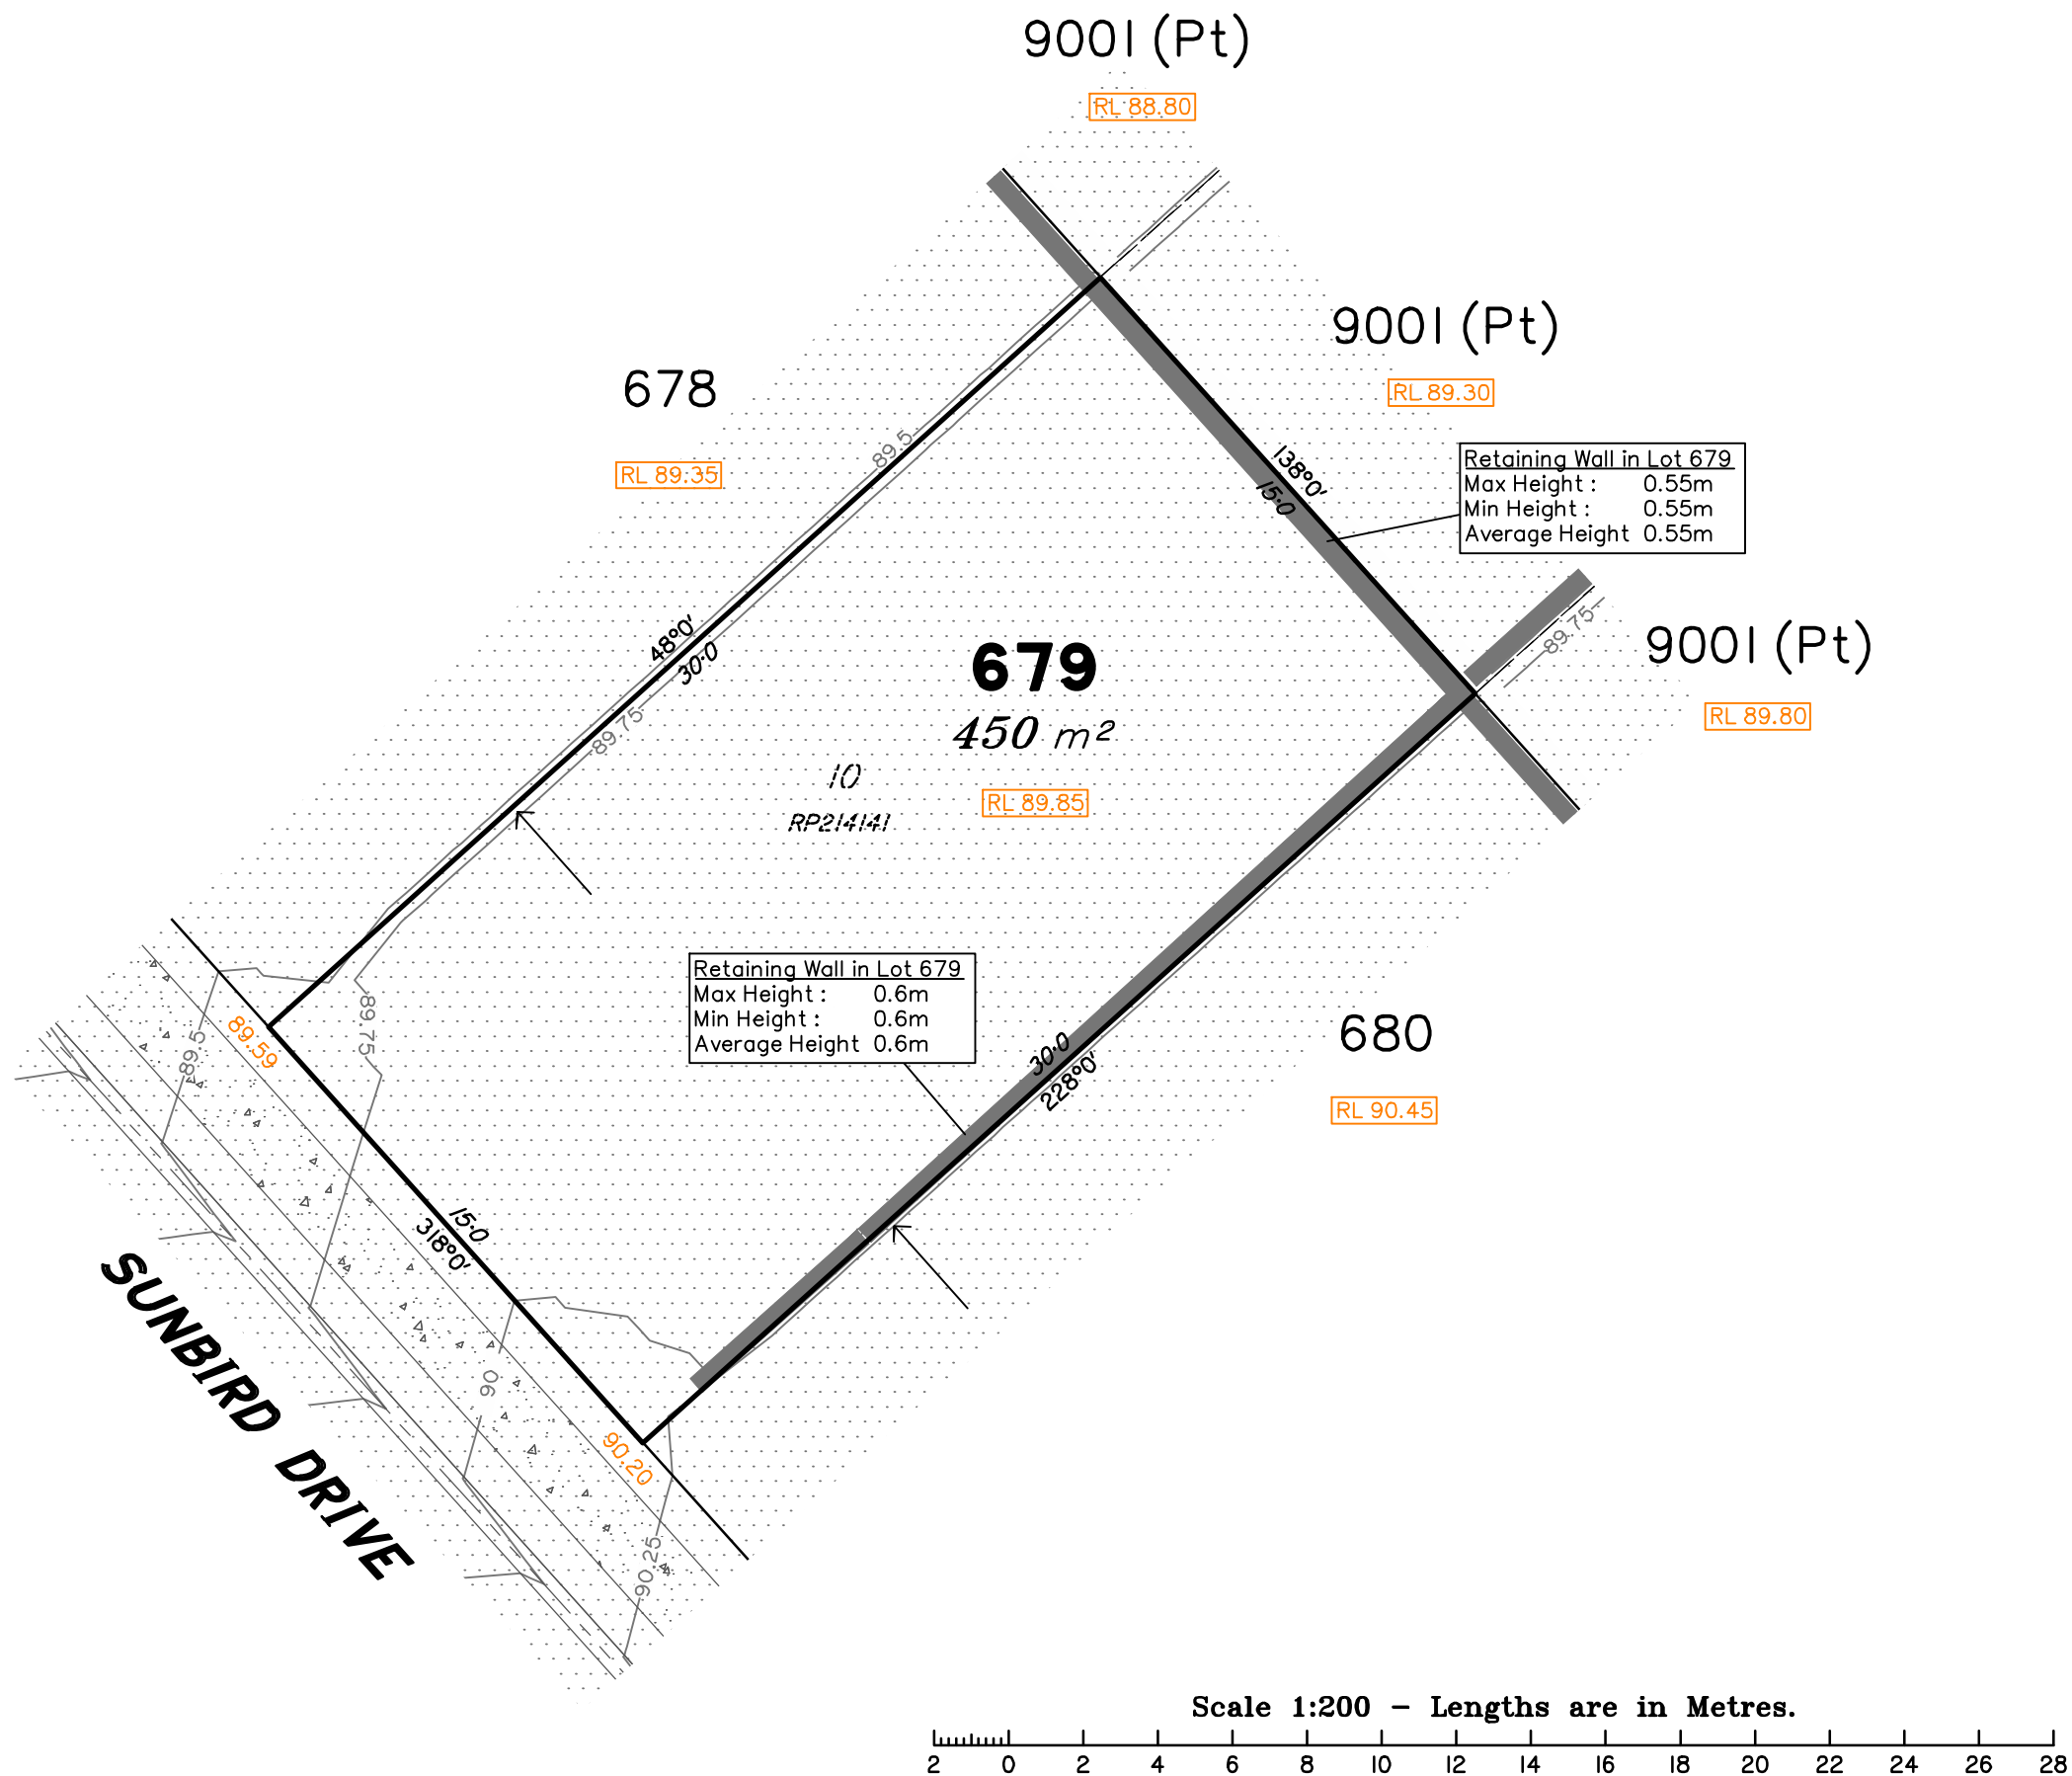 9001 (Pt)
RL 88.80
9001 (Pt)
RL 89.30
678
RL 89.35
89.5
138°0'
15·0
Retaining Wall in Lot 679
Max Height : 0.55m
Min Height : 0.55m
Average Height 0.55m
89.75
9001 (Pt)
RL 89.80
48°0'
30·0
89.75
679
450 m²
10
RP214141
RL 89.85
Retaining Wall in Lot 679
Max Height : 0.6m
Min Height : 0.6m
Average Height 0.6m
30·0
228°0'
680
RL 90.45
89.5
89.59
89.75
15·0
318°0'
90
90.20
90.25
SUNBIRD DRIVE
Scale 1:200 – Lengths are in Metres.
2 0 2 4 6 8 10 12 14 16 18 20 22 24 26 28